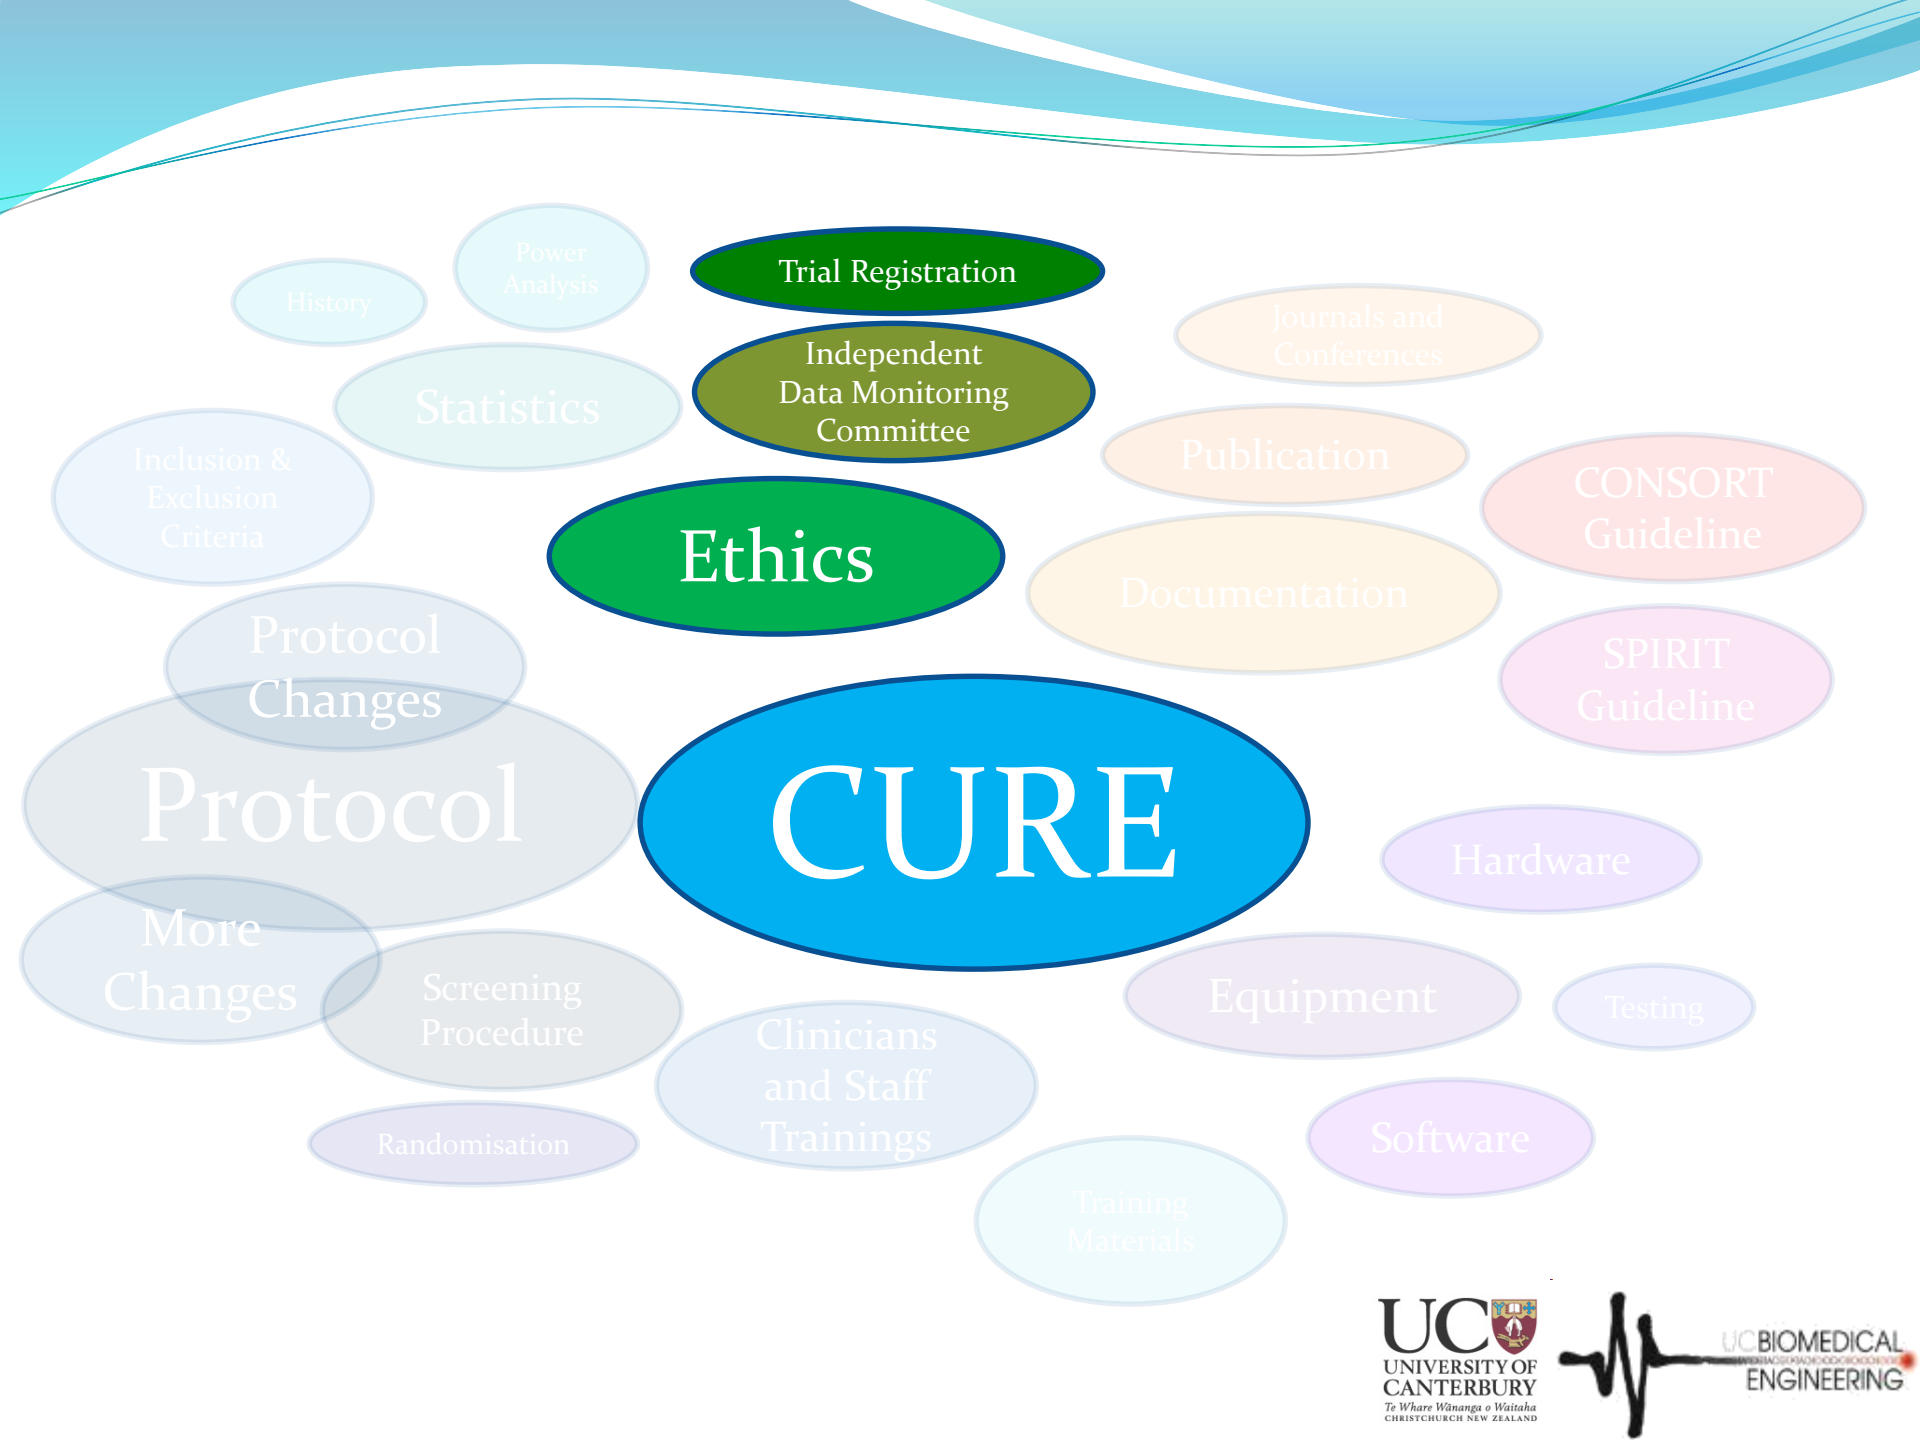 Power
Analysis
History
Trial Registration
Independent
Data Monitoring
Committee
Journals and
Conferences
Statistics
Publication
Inclusion &
Exclusion
Criteria
CONSORT
Guideline
Ethics
Documentation
Protocol
Changes
SPIRIT
Guideline
Protocol
CURE
Hardware
More
Changes
Screening
Procedure
Equipment
Testing
Clinicians
and Staff
Trainings
Randomisation
Software
Training
Materials
UC
UNIVERSITY OF
CANTERBURY
Te Whare Wānanga o Waitaha
CHRISTCHURCH NEW ZEALAND
UCBIOMEDICAL
ENGINEERING